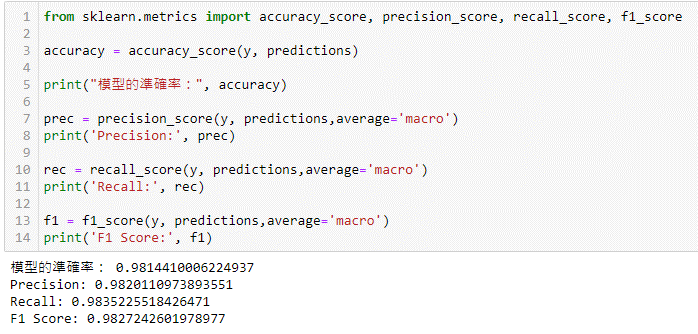 1 from sklearn.metrics import accuracy_score, precision_score, recall_score, f1_score
2
3 accuracy = accuracy_score(y, predictions)
4
5 print("模型的準確率：", accuracy)
6
7 prec = precision_score(y, predictions,average='macro')
8 print('Precision:', prec)
9
10 rec = recall_score(y, predictions,average='macro')
11 print('Recall:', rec)
12
13 f1 = f1_score(y, predictions,average='macro')
14 print('F1 Score:', f1)
模型的準確率： 0.9814410006224937
Precision: 0.9820110973893551
Recall: 0.9835225518426471
F1 Score: 0.9827242601978977